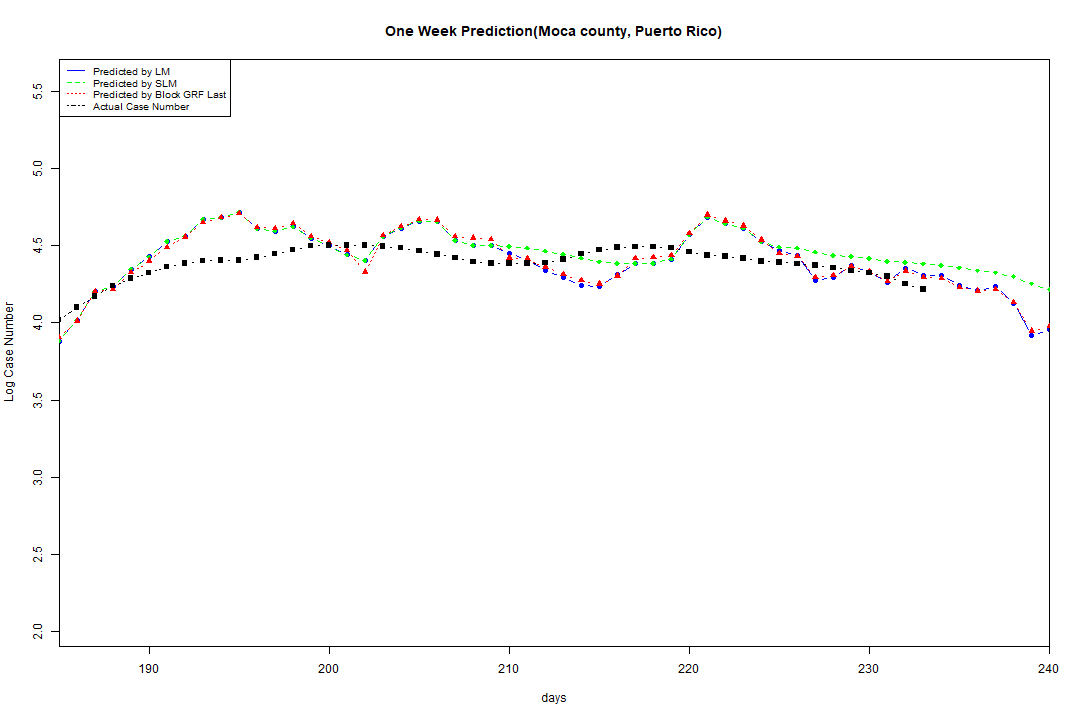 One Week Prediction(Moca county, Puerto Rico)
Predicted by LM
Predicted by SLM
Predicted by Block GRF Last
Actual Case Number
5.5
5.0
4.5
4.0
3.5
3.0
2.5
2.0
Log Case Number
190 200 210 220 230 240
days